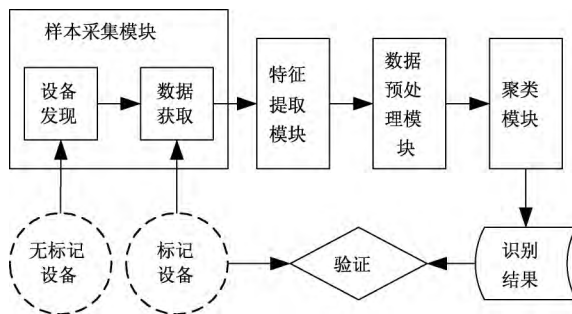 样本采集模块
设备
发现
数据
获取
特征
提取
模块
数据
预处
理模
块
聚类
模块
无标记
设备
标记
设备
验证
识别
结果